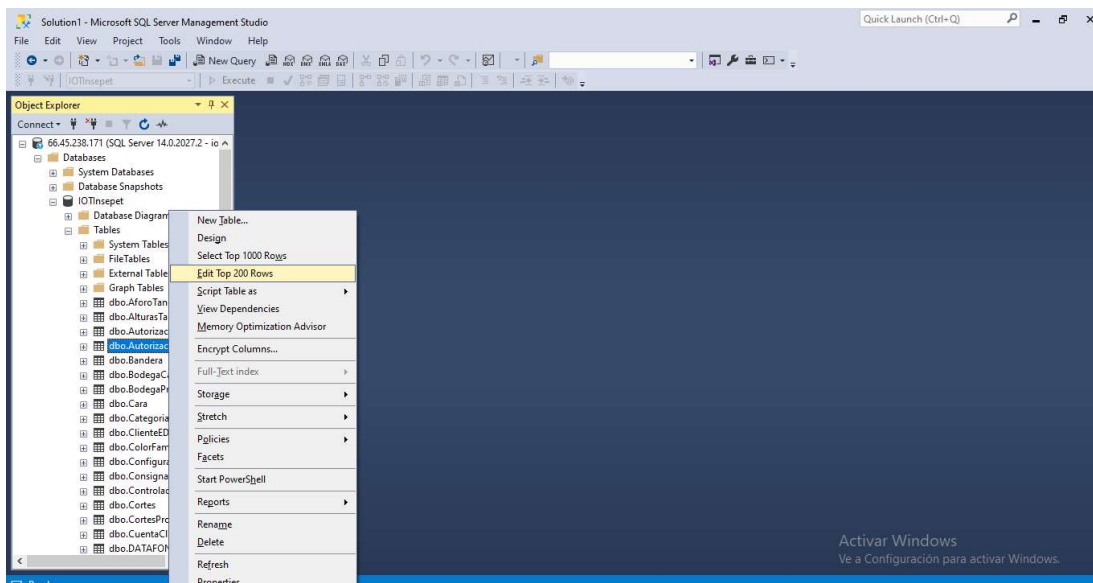 Solution1 - Microsoft SQL Server Management Studio
Quick Launch (Ctrl+Q)
File Edit View Project Tools Window Help
New Query
IOTInsepet
Execute
Object Explorer
Connect
66.45.238.171 (SQL Server 14.0.2027.2 - io
Databases
System Databases
Database Snapshots
IOTInsepet
Database Diagram
Tables
System Tables
FileTables
External Table
Graph Tables
dbo.AforoTan
dbo.AlturasTa
dbo.Autorizac
dbo.Autorizac
dbo.Bandera
dbo.BodegaCa
dbo.BodegaPr
dbo.Cara
dbo.Categoria
dbo.ClienteED
dbo.ColorFam
dbo.Configura
dbo.Consigna
dbo.Controlad
dbo.Cortes
dbo.CortesPro
dbo.CuentaCl
dbo.DATAFON
New Table...
Design
Select Top 1000 Rows
Edit Top 200 Rows
Script Table as
View Dependencies
Memory Optimization Advisor
Encrypt Columns...
Full-Text index
Storage
Stretch
Policies
Facets
Start PowerShell
Reports
Rename
Delete
Refresh
Properties
Activar Windows
Ve a Configuración para activar Windows.